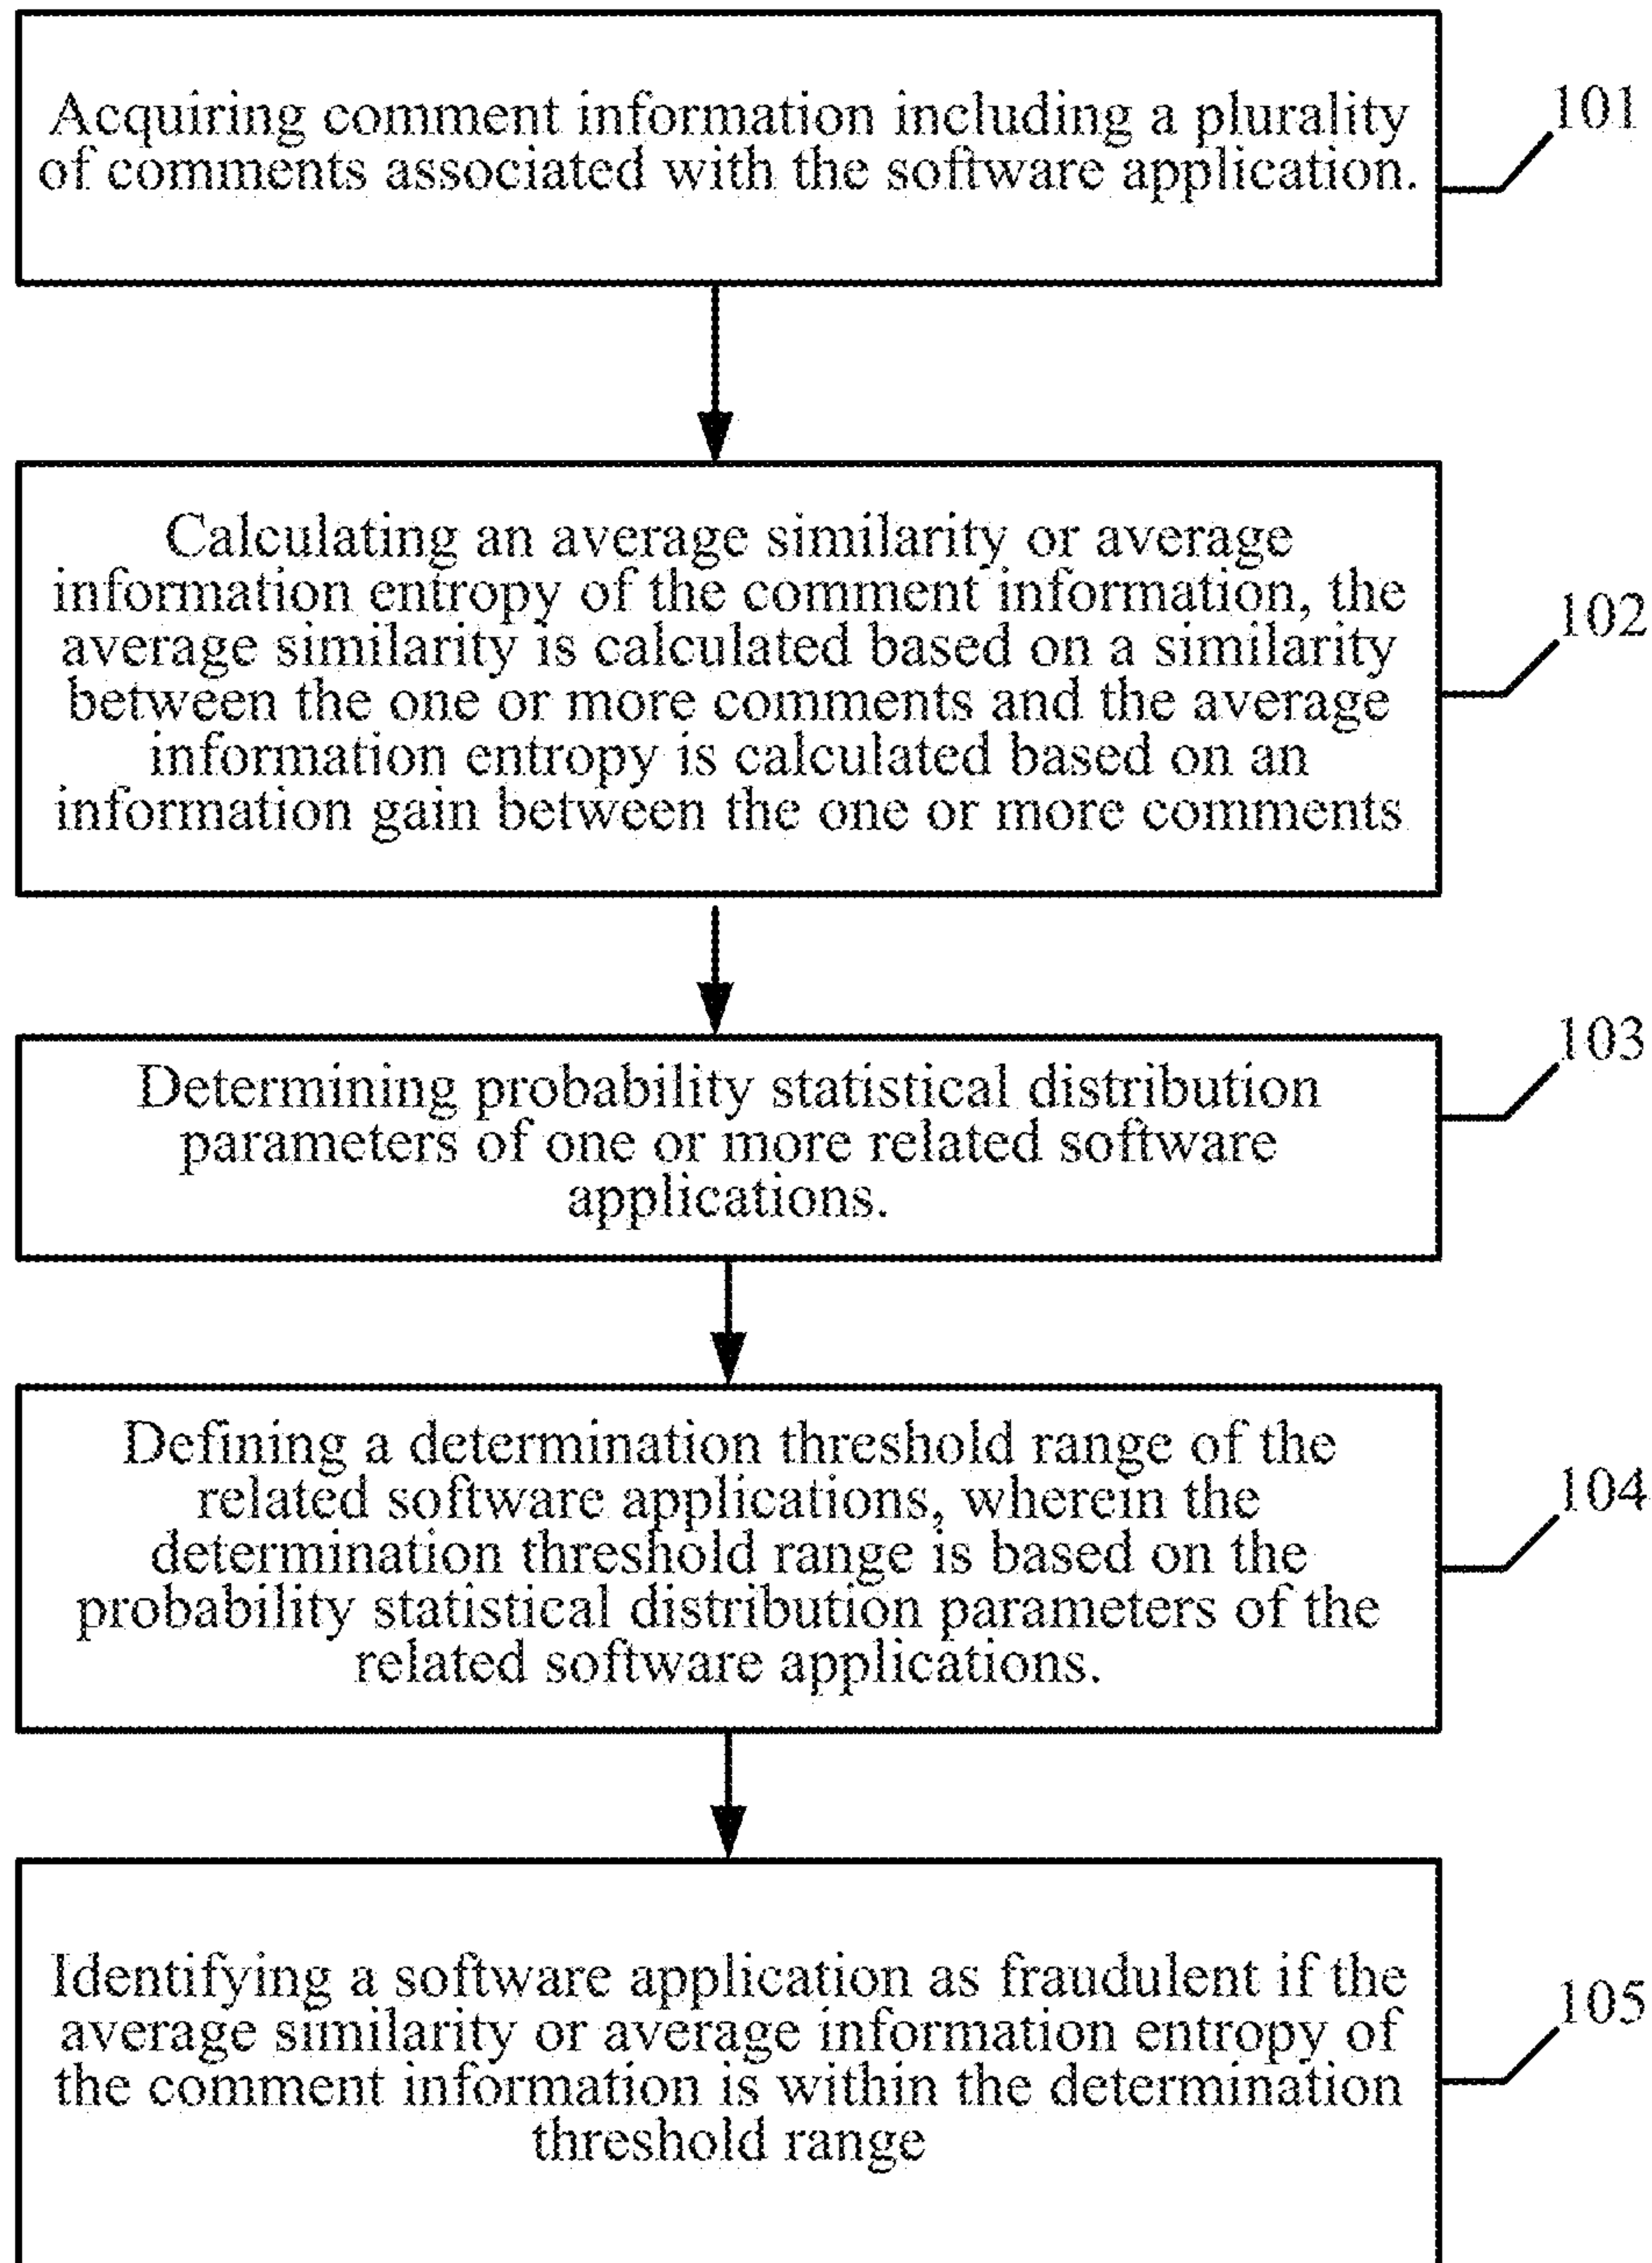 Acquiring comment information including a plurality
of comments associated with the software application.
101
Calculating an average similarity or average
information entropy of the comment information, the
average similarity is calculated based on a similarity
between the one or more comments and the average
information entropy is calculated based on an
information gain between the one or more comments
102
Determining probability statistical distribution
parameters of one or more related software
applications.
103
Defining a determination threshold range of the
related software applications, wherein the
determination threshold range is based on the
probability statistical distribution parameters of the
related software applications.
104
Identifying a software application as fraudulent if the
average similarity or average information entropy of
the comment information is within the determination
threshold range
105